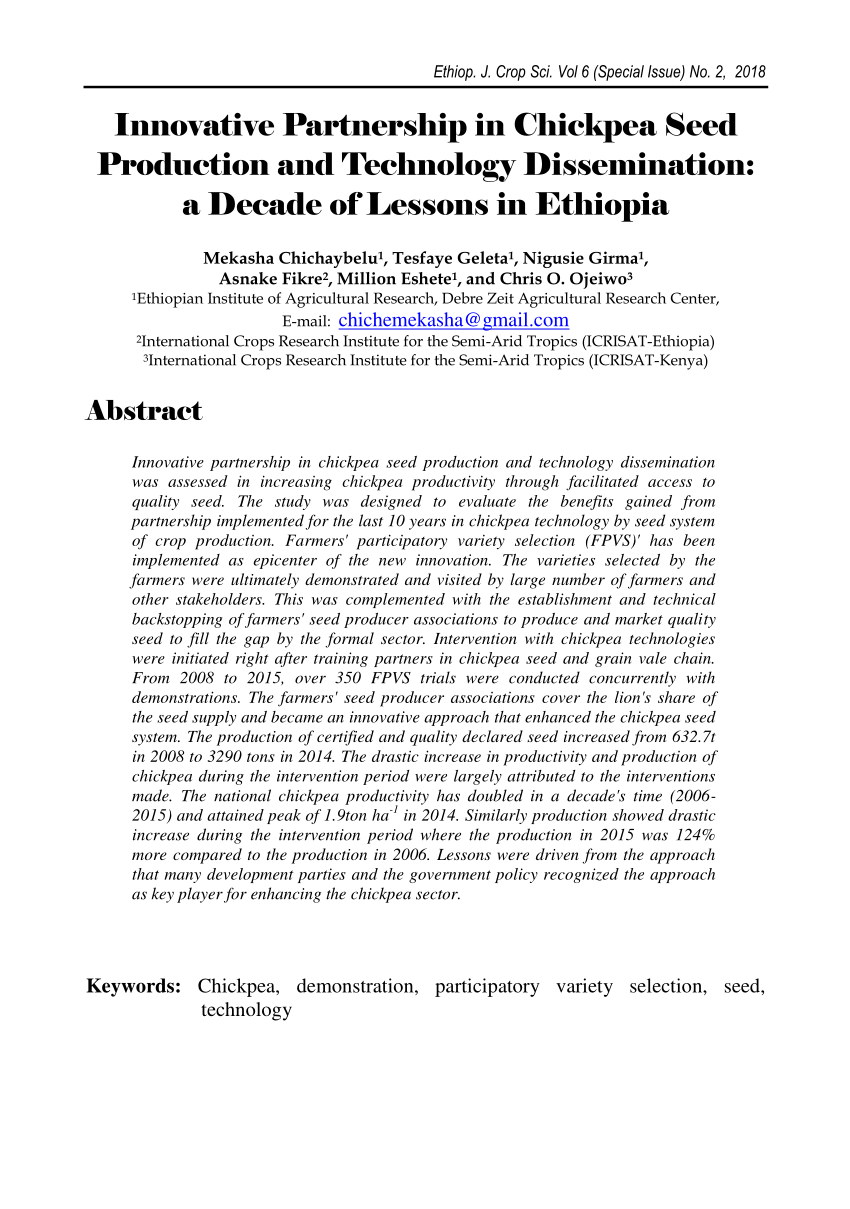 Ethiop. J. Crop Sci. Vol 6 (Special Issue) No. 2, 2018
Innovative Partnership in Chickpea Seed
Production and Technology Dissemination:
a Decade of Lessons in Ethiopia
Mekasha Chichaybelu¹, Tesfaye Geleta¹, Nigusie Girma¹,
Asnake Fikre², Million Eshete¹, and Chris O. Ojeiwo³
¹Ethiopian Institute of Agricultural Research, Debre Zeit Agricultural Research Center,
E-mail: chichemekasha@gmail.com
²International Crops Research Institute for the Semi-Arid Tropics (ICRISAT-Ethiopia)
³International Crops Research Institute for the Semi-Arid Tropics (ICRISAT-Kenya)
Abstract
Innovative partnership in chickpea seed production and technology dissemination
was assessed in increasing chickpea productivity through facilitated access to
quality seed. The study was designed to evaluate the benefits gained from
partnership implemented for the last 10 years in chickpea technology by seed system
of crop production. Farmers' participatory variety selection (FPVS)' has been
implemented as epicenter of the new innovation. The varieties selected by the
farmers were ultimately demonstrated and visited by large number of farmers and
other stakeholders. This was complemented with the establishment and technical
backstopping of farmers' seed producer associations to produce and market quality
seed to fill the gap by the formal sector. Intervention with chickpea technologies
were initiated right after training partners in chickpea seed and grain vale chain.
From 2008 to 2015, over 350 FPVS trials were conducted concurrently with
demonstrations. The farmers' seed producer associations cover the lion's share of
the seed supply and became an innovative approach that enhanced the chickpea seed
system. The production of certified and quality declared seed increased from 632.7t
in 2008 to 3290 tons in 2014. The drastic increase in productivity and production of
chickpea during the intervention period were largely attributed to the interventions
made. The national chickpea productivity has doubled in a decade's time (2006-
2015) and attained peak of 1.9ton ha⁻¹ in 2014. Similarly production showed drastic
increase during the intervention period where the production in 2015 was 124%
more compared to the production in 2006. Lessons were driven from the approach
that many development parties and the government policy recognized the approach
as key player for enhancing the chickpea sector.
Keywords: Chickpea, demonstration, participatory variety selection, seed,
technology